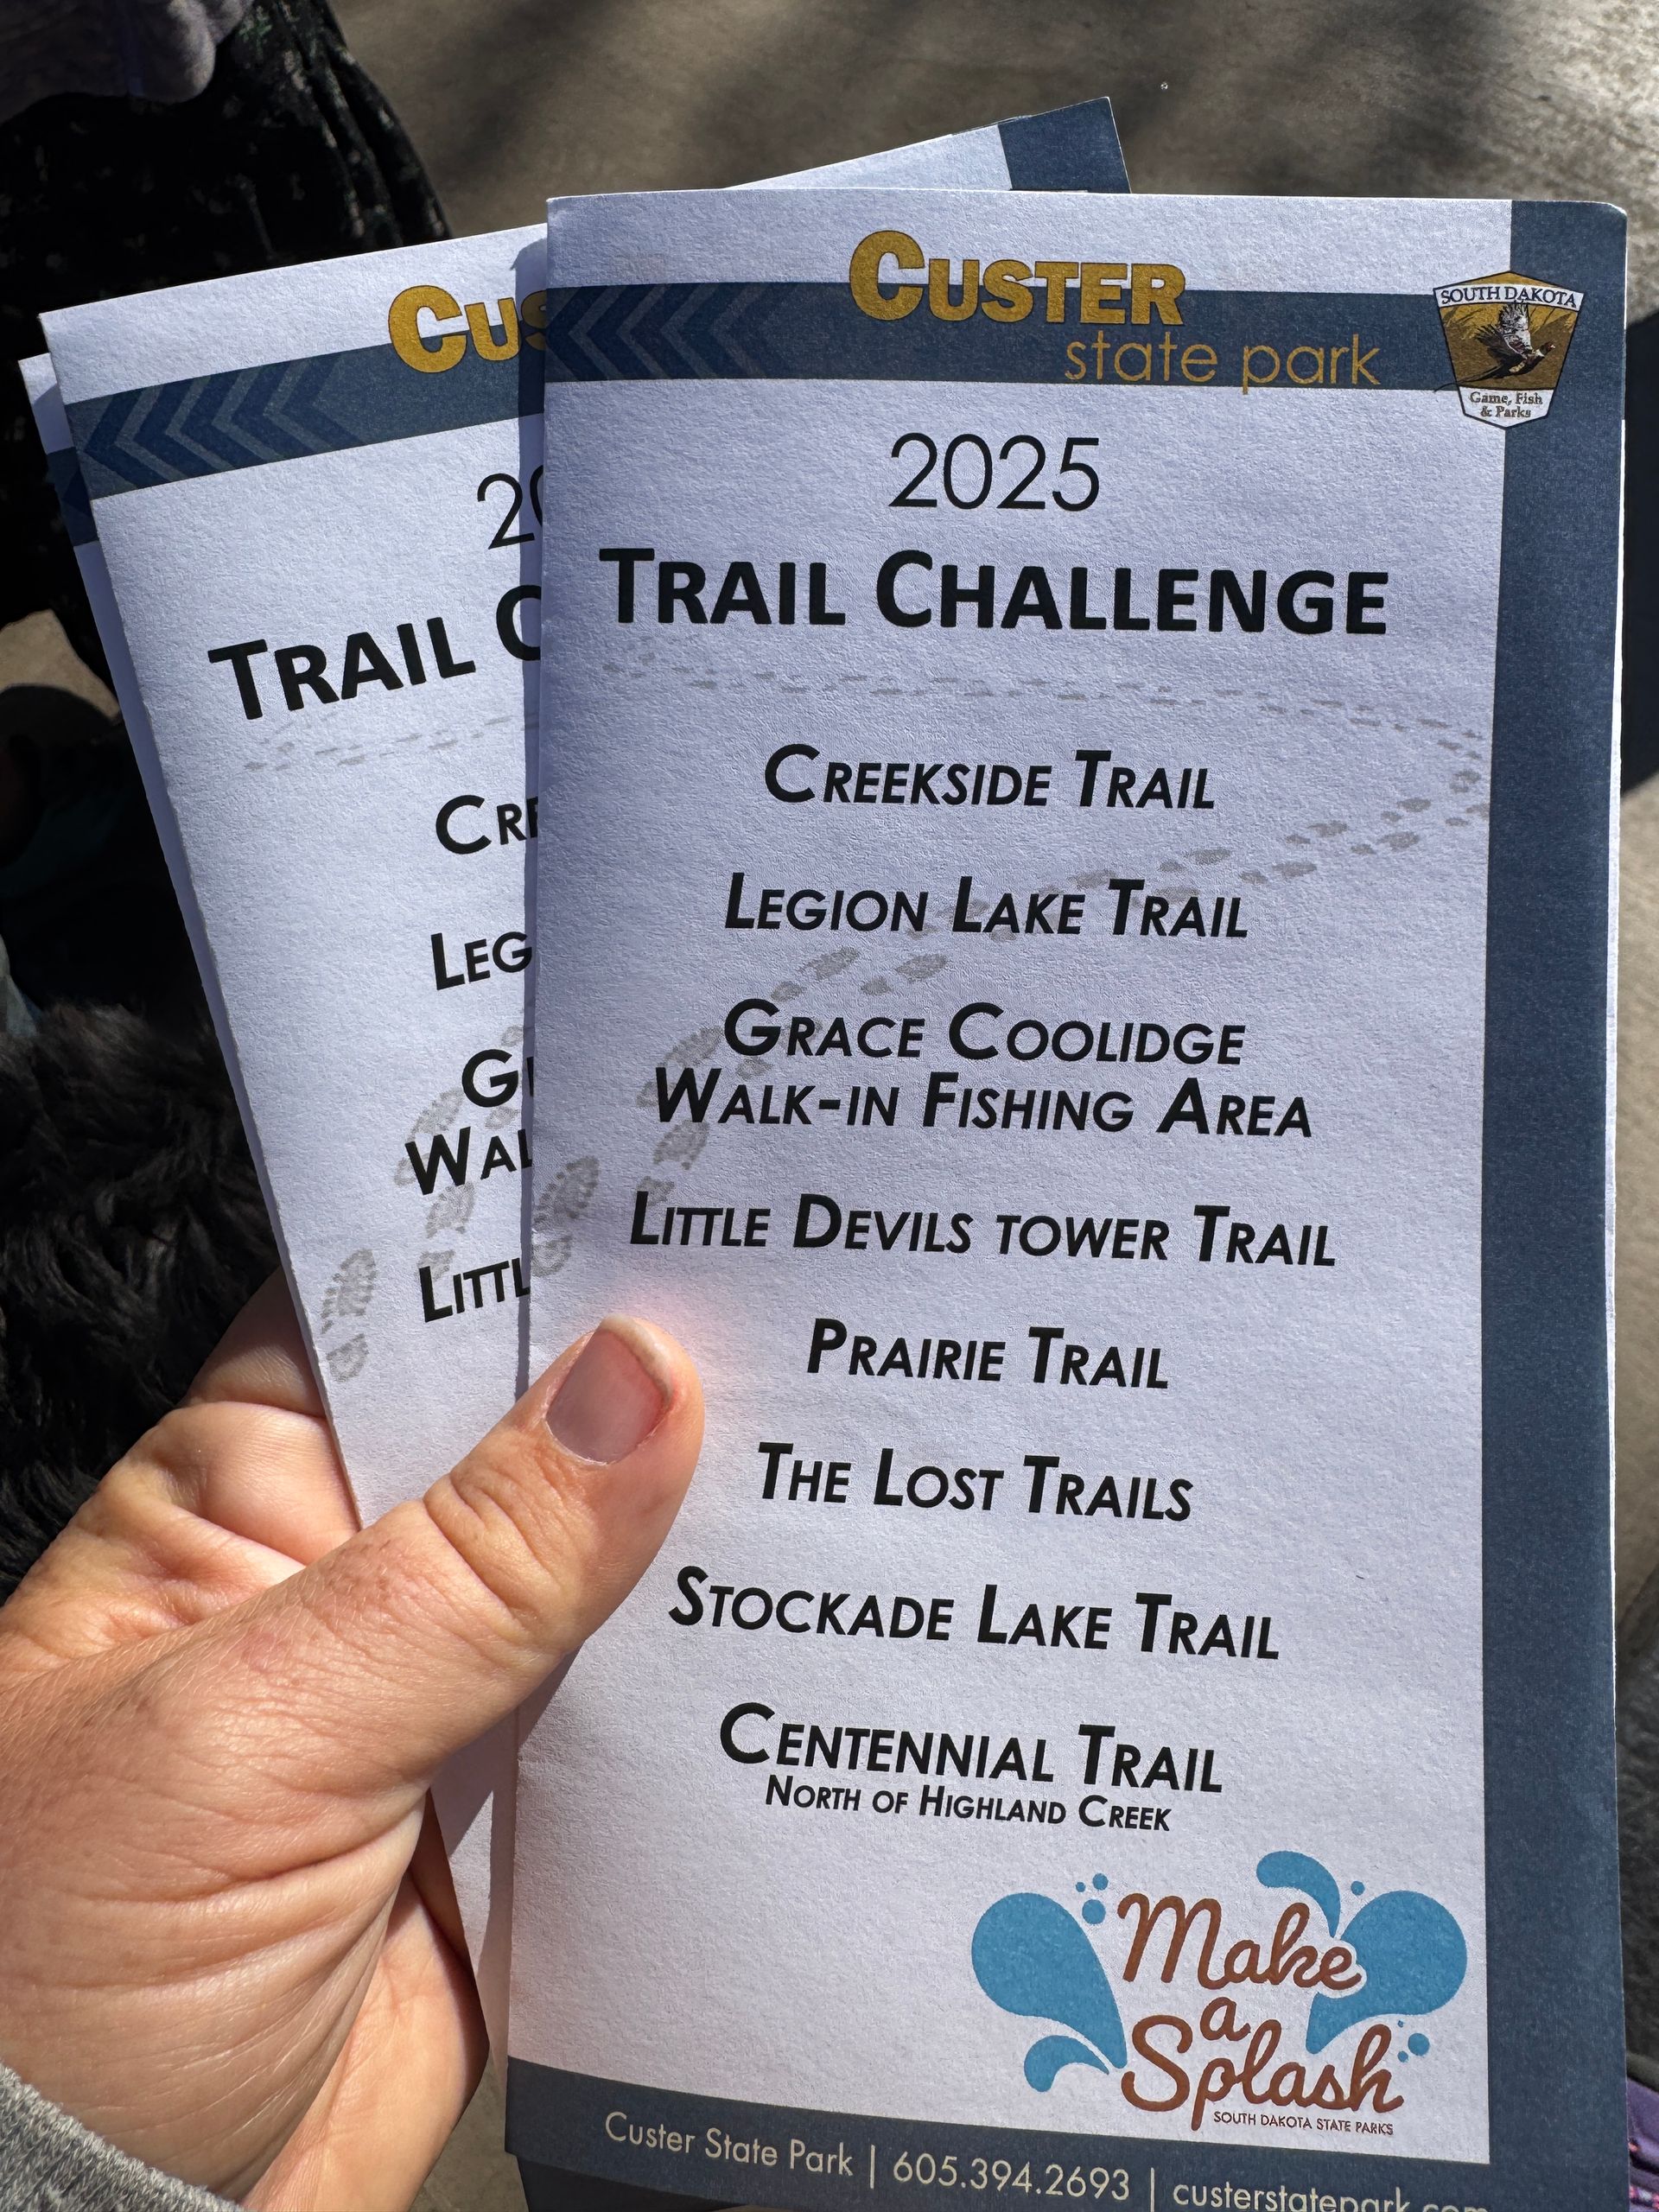 CUSTER
state park
SOUTH DAKOTA
Game, Fish
& Parks
2025
TRAIL CHALLENGE
CREEKSIDE TRAIL
LEGION LAKE TRAIL
GRACE COOLIDGE
WALK-IN FISHING AREA
LITTLE DEVILS TOWER TRAIL
PRAIRIE TRAIL
THE LOST TRAILS
STOCKADE LAKE TRAIL
CENTENNIAL TRAIL
NORTH OF HIGHLAND CREEK
Make
a
Splash
SOUTH DAKOTA STATE PARKS
Custer State Park | 605.394.2693 | custerstatepark.com
TRAIL